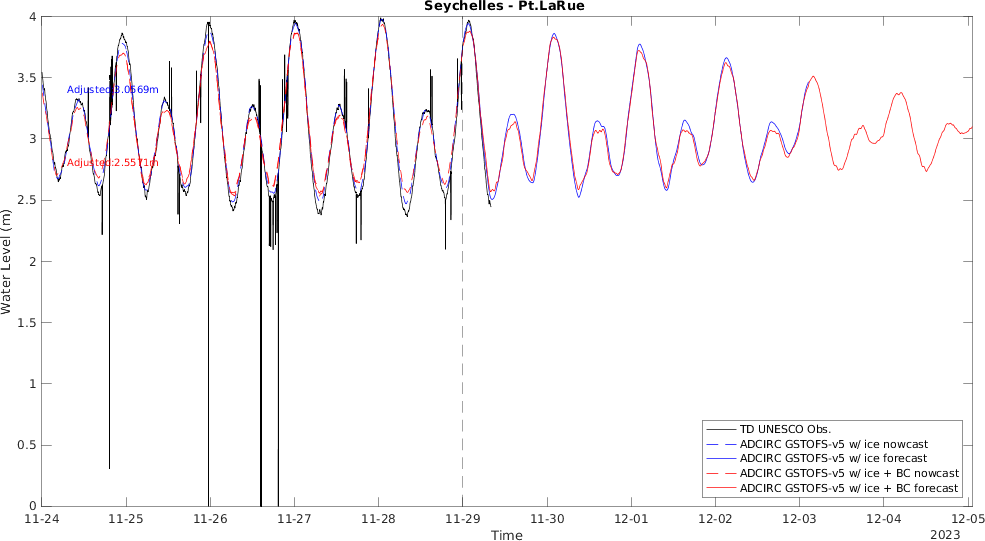 Seychelles - Pt.LaRue
4
3.5
3
2.5
2
1.5
1
0.5
0
Water Level (m)
Adjusted:3.0569m
Adjusted:2.5571m
TD UNESCO Obs.
ADCIRC GSTOFS-v5 w/ ice nowcast
ADCIRC GSTOFS-v5 w/ ice forecast
ADCIRC GSTOFS-v5 w/ ice + BC nowcast
ADCIRC GSTOFS-v5 w/ ice + BC forecast
11-24 11-25 11-26 11-27 11-28 11-29 11-30 12-01 12-02 12-03 12-04 12-05
Time
2023